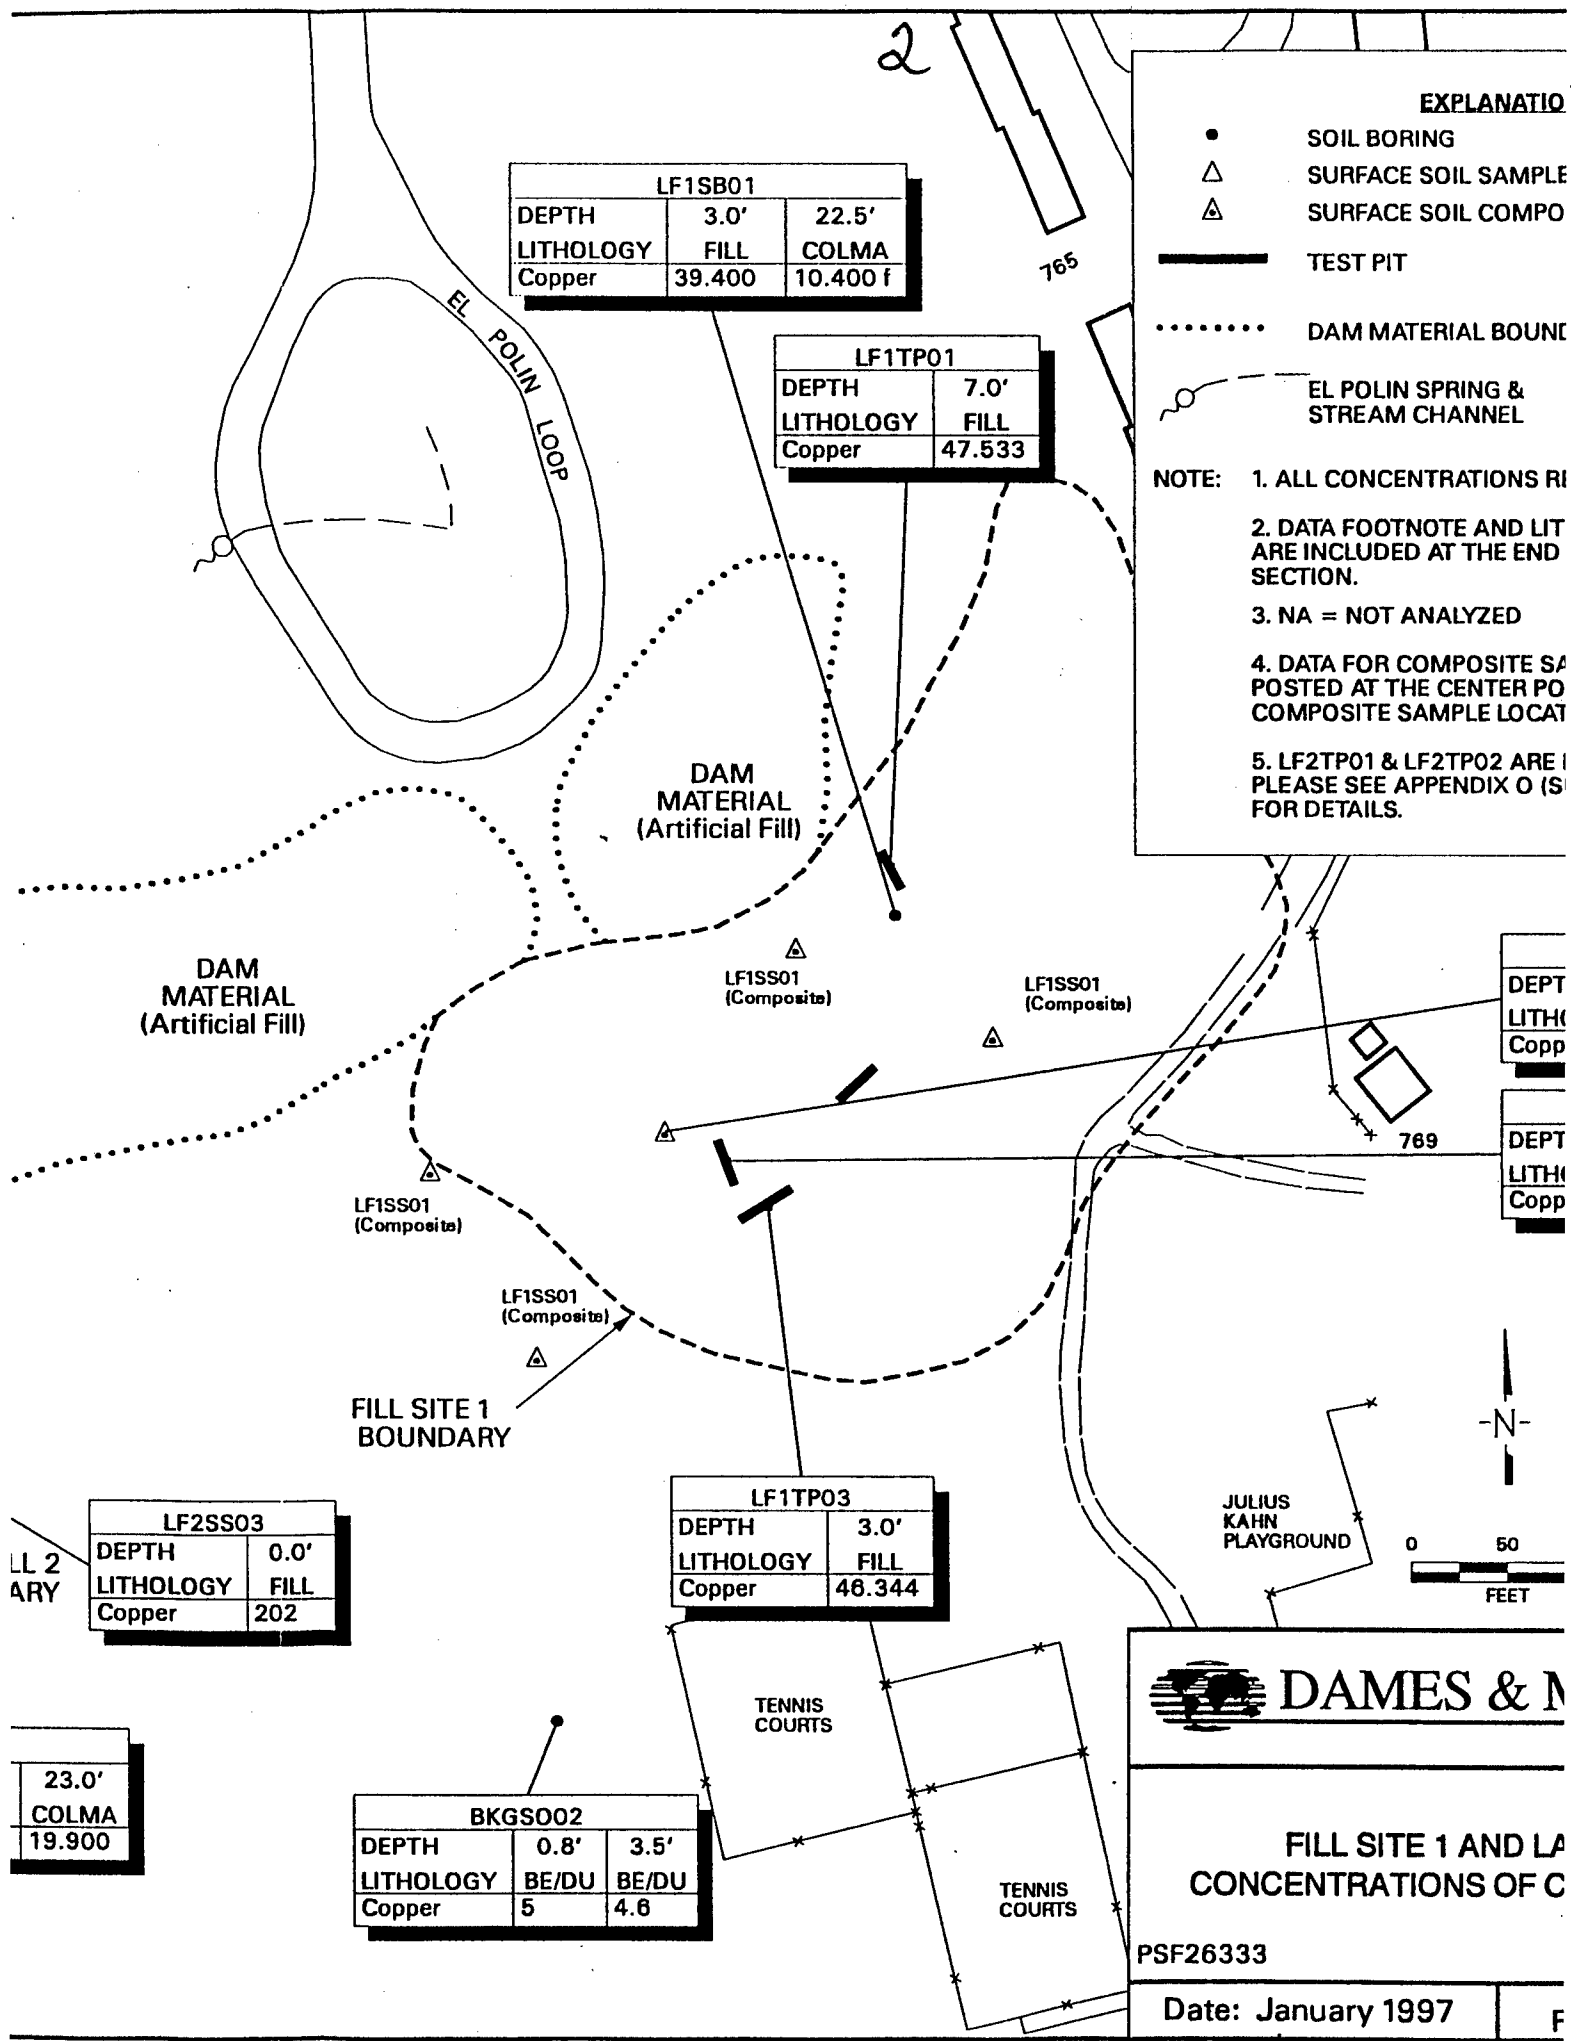 2
EXPLANATIO
SOIL BORING
SURFACE SOIL SAMPLE
SURFACE SOIL COMPO
TEST PIT
DAM MATERIAL BOUND
EL POLIN SPRING &
STREAM CHANNEL
NOTE: 1. ALL CONCENTRATIONS RE
2. DATA FOOTNOTE AND LIT
ARE INCLUDED AT THE END
SECTION.
3. NA = NOT ANALYZED
4. DATA FOR COMPOSITE SA
POSTED AT THE CENTER PO
COMPOSITE SAMPLE LOCAT
5. LF2TP01 & LF2TP02 ARE
PLEASE SEE APPENDIX O (S
FOR DETAILS.
LF1SB01
DEPTH 3.0' 22.5'
LITHOLOGY FILL COLMA
Copper 39.400 10.400 f
765
EL POLIN LOOP
LF1TP01
DEPTH 7.0'
LITHOLOGY FILL
Copper 47.533
DAM
MATERIAL
(Artificial Fill)
DAM
MATERIAL
(Artificial Fill)
LF1SS01
(Composite)
LF1SS01
(Composite)
DEPT
LITHO
Copp
769
DEPT
LITHO
Copp
LF1SS01
(Composite)
LF1SS01
(Composite)
FILL SITE 1
BOUNDARY
-N-
LF1TP03
DEPTH 3.0'
LITHOLOGY FILL
Copper 46.344
JULIUS
KAHN
PLAYGROUND
0 50
FEET
LL 2
ARY
LF2SS03
DEPTH 0.0'
LITHOLOGY FILL
Copper 202
TENNIS
COURTS
23.0'
COLMA
19.900
BKGSO02
DEPTH 0.8' 3.5'
LITHOLOGY BE/DU BE/DU
Copper 5 4.6
TENNIS
COURTS
DAMES & M
FILL SITE 1 AND LA
CONCENTRATIONS OF C
PSF26333
Date: January 1997
F